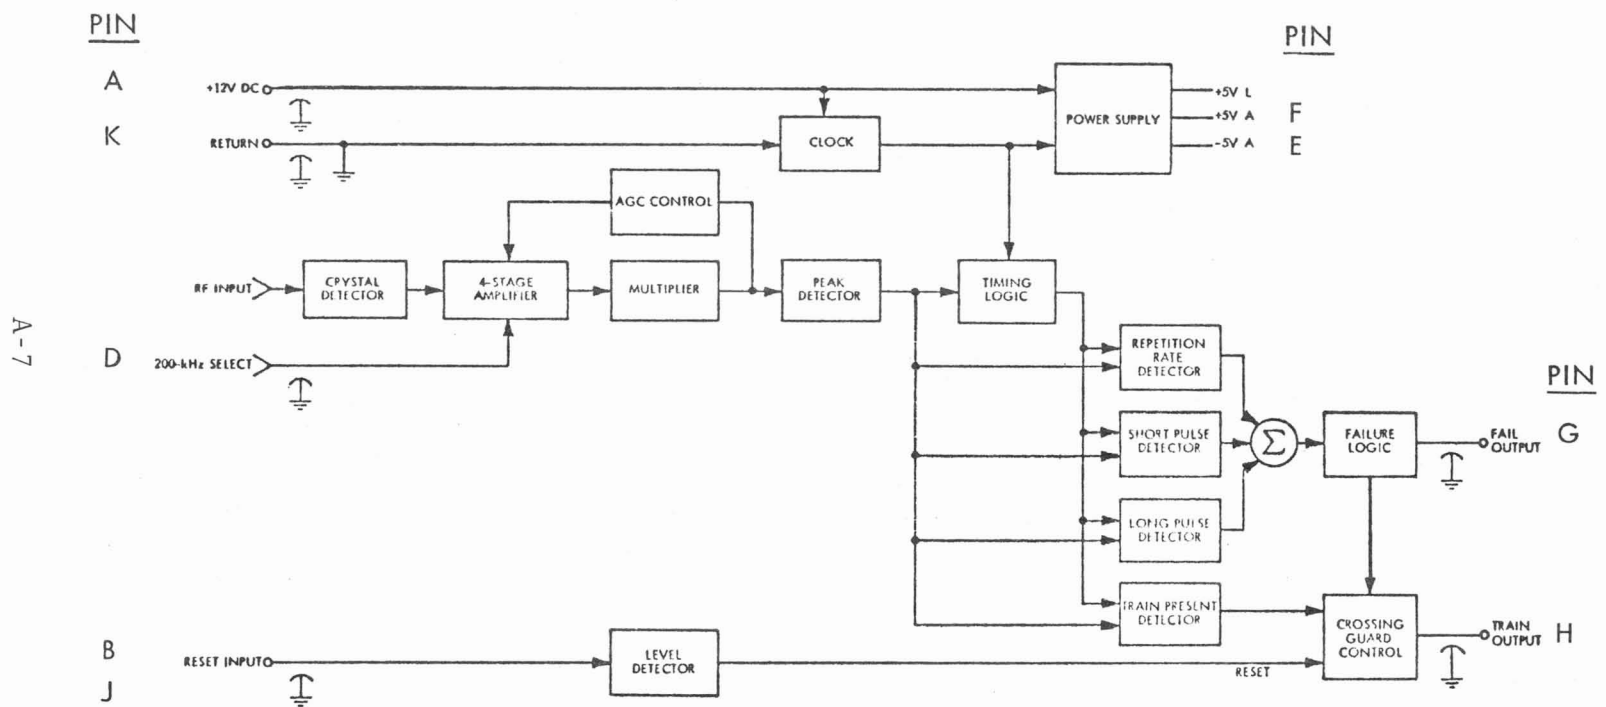 PIN
PIN
A
+12V DC
+5V L
POWER SUPPLY
+5V A
F
K
RETURN
CLOCK
-5V A
E
AGC CONTROL
RF INPUT
CRYSTAL
DETECTOR
4-STAGE
AMPLIFIER
MULTIPLIER
PEAK
DETECTOR
TIMING
LOGIC
A-7
D
200-kHz SELECT
REPETITION
RATE
DETECTOR
PIN
SHORT PULSE
DETECTOR
Σ
FAILURE
LOGIC
FAIL
OUTPUT
G
LONG PULSE
DETECTOR
TRAIN PRESENT
DETECTOR
CROSSING
GUARD
CONTROL
TRAIN
OUTPUT
H
B
RESET INPUT
LEVEL
DETECTOR
RESET
J